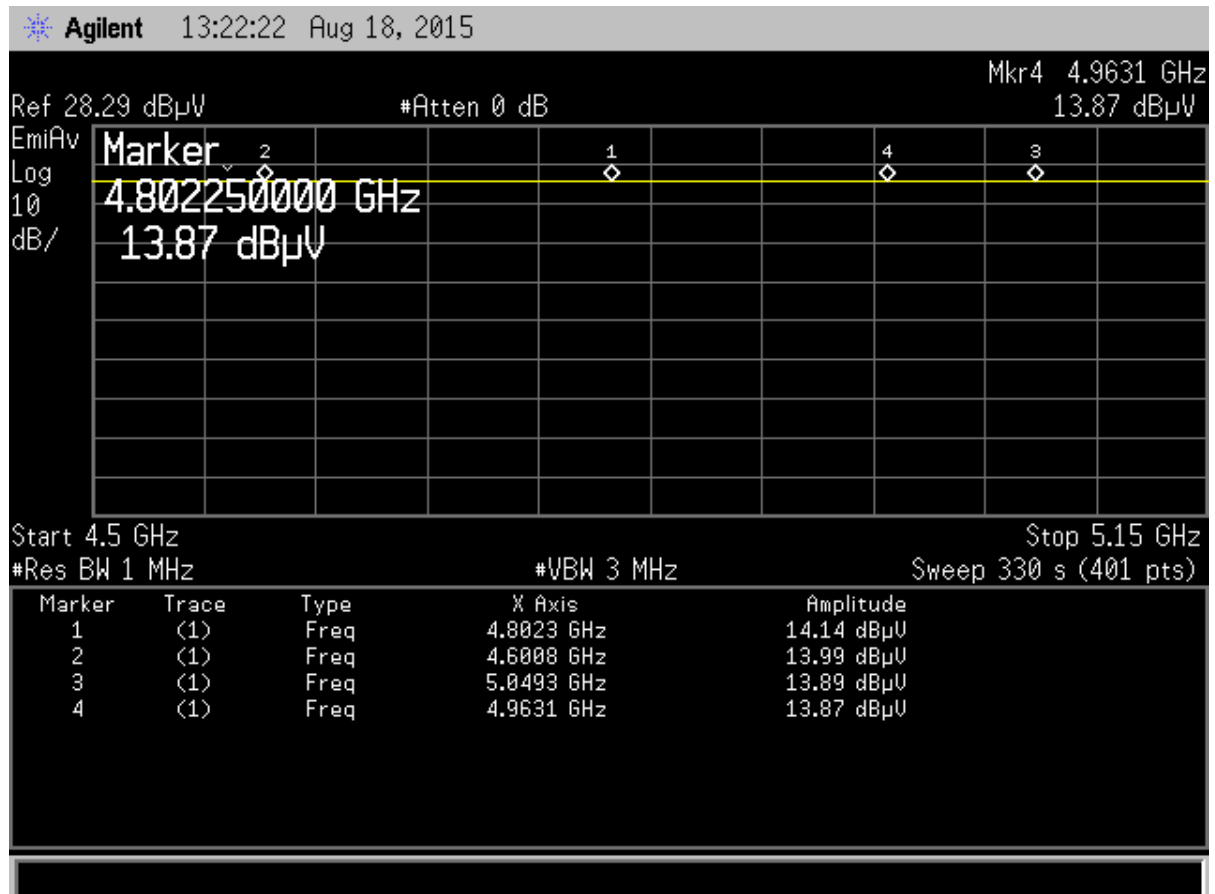 Agilent 13:22:22 Aug 18, 2015
Mkr4 4.9631 GHz
Ref 28.29 dBµV #Atten 0 dB 13.87 dBµV
EmiAv
Log
10
dB/
Marker
4.802250000 GHz
13.87 dBµV
2 1 4 3
Start 4.5 GHz Stop 5.15 GHz
#Res BW 1 MHz #VBW 3 MHz Sweep 330 s (401 pts)
Marker Trace Type X Axis Amplitude
1 (1) Freq 4.8023 GHz 14.14 dBµV
2 (1) Freq 4.6008 GHz 13.99 dBµV
3 (1) Freq 5.0493 GHz 13.89 dBµV
4 (1) Freq 4.9631 GHz 13.87 dBµV